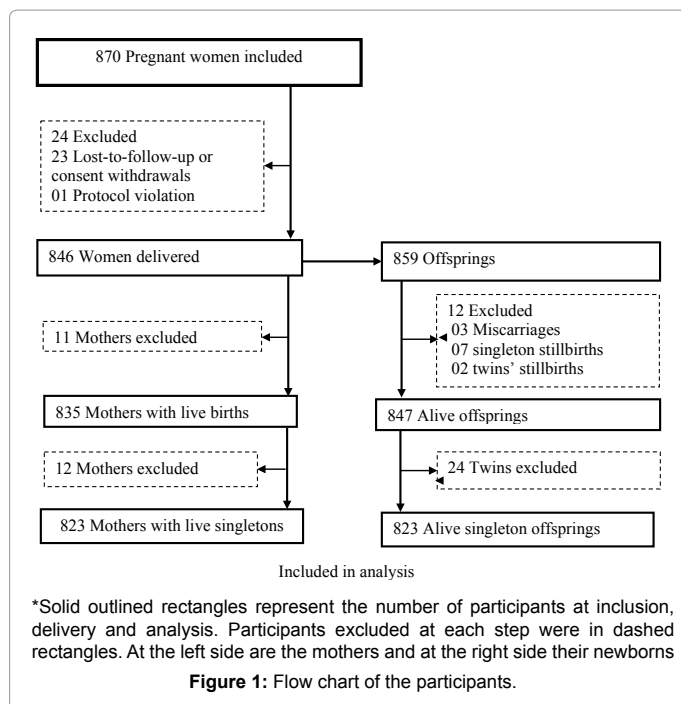 870 Pregnant women included
24 Excluded
23 Lost-to-follow-up or
consent withdrawals
01 Protocol violation
846 Women delivered
859 Offsprings
12 Excluded
03 Miscarriages
07 singleton stillbirths
02 twins' stillbirths
11 Mothers excluded
835 Mothers with live births
847 Alive offsprings
12 Mothers excluded
24 Twins excluded
823 Mothers with live singletons
823 Alive singleton offsprings
Included in analysis
*Solid outlined rectangles represent the number of participants at inclusion,
delivery and analysis. Participants excluded at each step were in dashed
rectangles. At the left side are the mothers and at the right side their newborns
Figure 1: Flow chart of the participants.